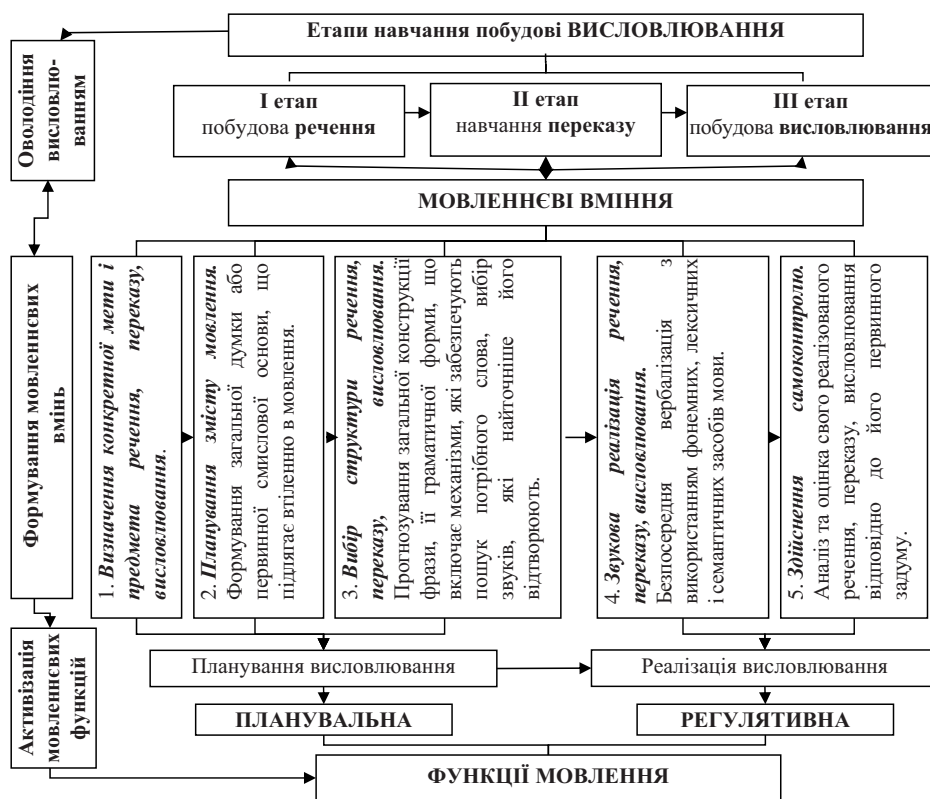 Етапи навчання побудові ВИСЛОВЛЮВАННЯ
Оволодіння
висловлю-
ванням
І етап
побудова речення
ІІ етап
навчання переказу
ІІІ етап
побудова висловлювання
МОВЛЕННЄВІ ВМІННЯ
Формування мовленнєвих
вмінь
1. Визначення конкретної мети і
предмета речення, переказу,
висловлювання.
2. Планування змісту мовлення.
Формування загальної думки або
первинної смислової основи, що
підлягає втіленню в мовлення.
3. Вибір структури речення,
переказу, висловлювання.
Прогнозування загальної конструкції
фрази, її граматичної форми, що
включає механізми, які забезпечують
пошук потрібного слова, вибір
звуків, які найточніше його
відтворюють.
4. Звукова реалізація речення,
переказу, висловлювання.
Безпосередня вербалізація з
використанням фонемних, лексичних
і семантичних засобів мови.
5. Здійснення самоконтролю.
Аналіз та оцінка свого реалізованого
речення, переказу, висловлювання
відповідно до його первинного
задуму.
Активізація
мовленнєвих
функцій
Планування висловлювання
Реалізація висловлювання
ПЛАНУВАЛЬНА
РЕГУЛЯТИВНА
ФУНКЦІЇ МОВЛЕННЯ